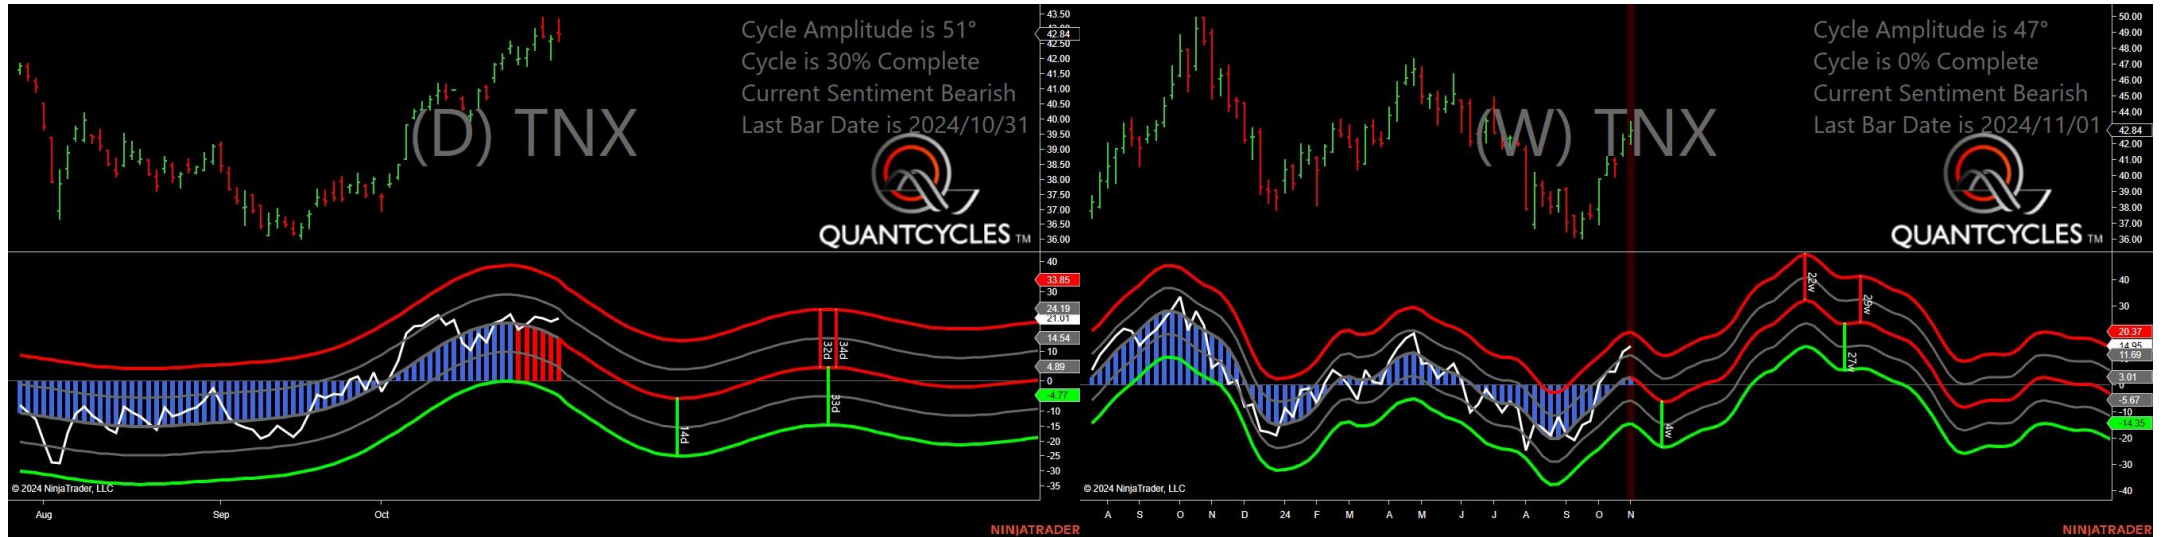 Cycle Amplitude is 51°
Cycle is 30% Complete
Current Sentiment Bearish
Last Bar Date is 2024/10/31
(D) TNX
QUANTCYCLES TM
43.50
42.84
42.50
42.00
41.50
41.00
40.50
40.00
39.50
39.00
38.50
38.00
37.50
37.00
36.50
36.00
40
33.85
30
24.19
21.01
14.54
10
4.89
0
-4.77
-10
-15
-20
-25
-30
-35
14d
32d
34d
33d
© 2024 NinjaTrader, LLC
Aug Sep Oct
NINJATRADER
Cycle Amplitude is 47°
Cycle is 0% Complete
Current Sentiment Bearish
Last Bar Date is 2024/11/01
(W) TNX
QUANTCYCLES TM
50.00
49.00
48.00
47.00
46.00
45.00
44.00
42.84
42.00
41.00
40.00
39.00
38.00
37.00
36.00
40
30
20.37
14.95
11.69
3.01
0
-5.67
-10
-14.35
-20
-30
-40
4w
22w
27w
29w
© 2024 NinjaTrader, LLC
A S O N D 24 F M A M J J A S O N
NINJATRADER